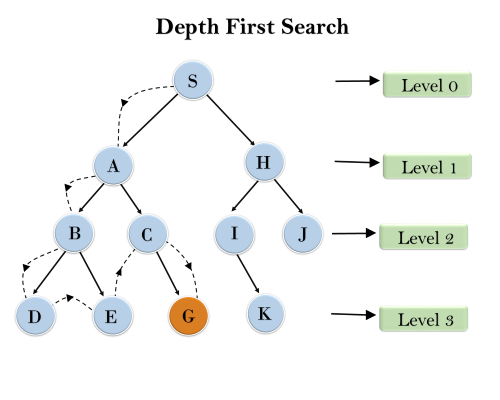 Depth First Search
S
Level 0
A
H
Level 1
B
C
I
J
Level 2
D
E
G
K
Level 3